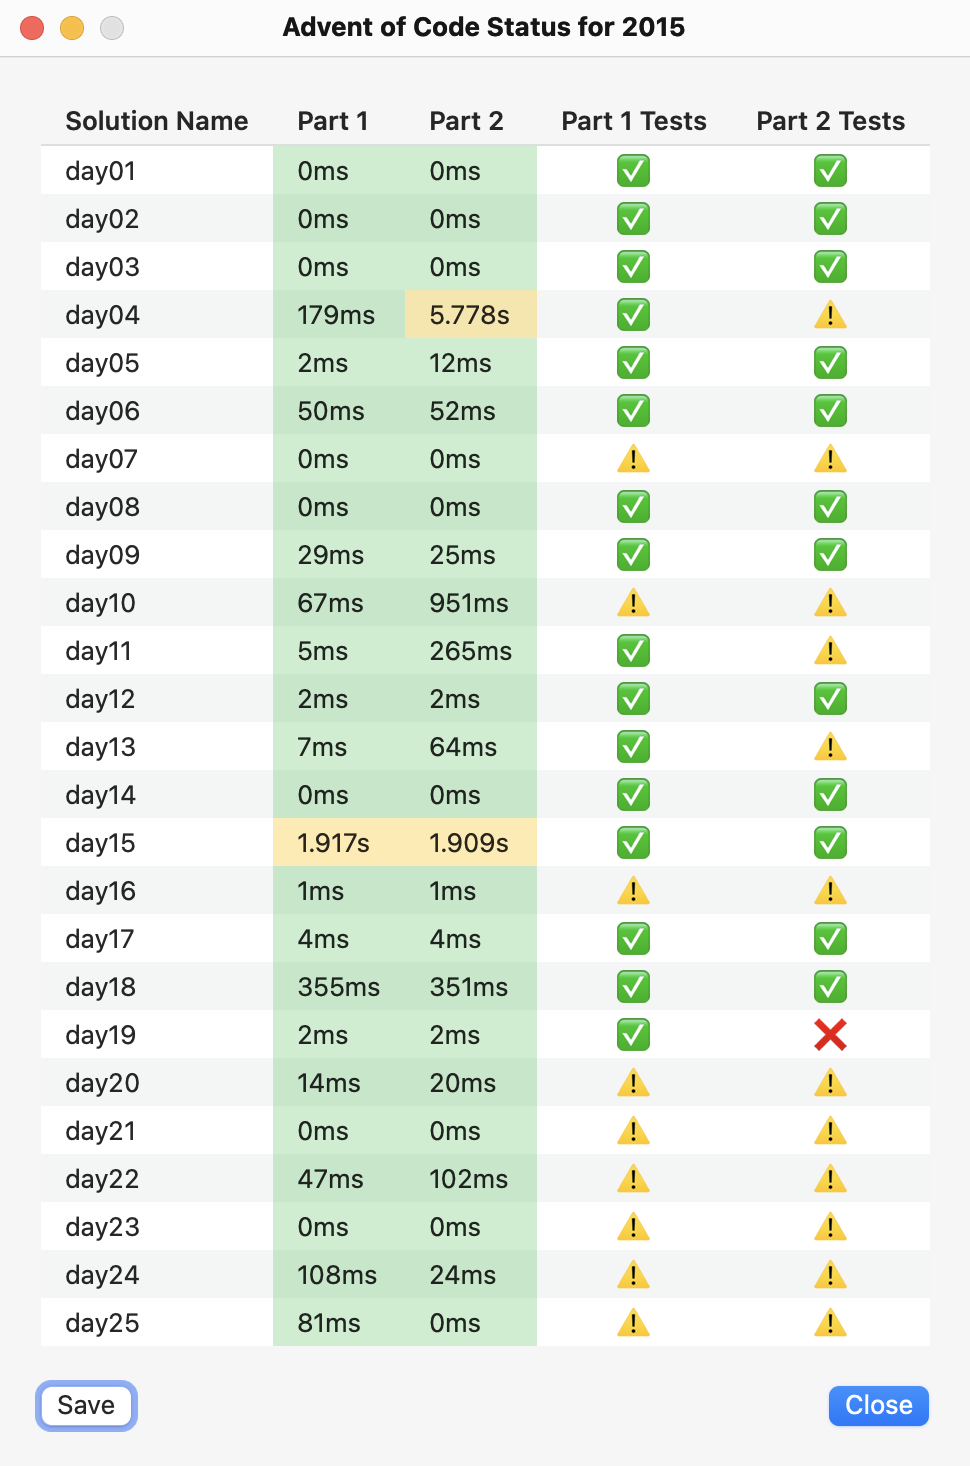 Advent of Code Status for 2015
Solution Name Part 1 Part 2 Part 1 Tests Part 2 Tests
day01 0ms 0ms ✅ ✅
day02 0ms 0ms ✅ ✅
day03 0ms 0ms ✅ ✅
day04 179ms 5.778s ✅ ⚠️
day05 2ms 12ms ✅ ✅
day06 50ms 52ms ✅ ✅
day07 0ms 0ms ⚠️ ⚠️
day08 0ms 0ms ✅ ✅
day09 29ms 25ms ✅ ✅
day10 67ms 951ms ⚠️ ⚠️
day11 5ms 265ms ✅ ⚠️
day12 2ms 2ms ✅ ✅
day13 7ms 64ms ✅ ⚠️
day14 0ms 0ms ✅ ✅
day15 1.917s 1.909s ✅ ✅
day16 1ms 1ms ⚠️ ⚠️
day17 4ms 4ms ✅ ✅
day18 355ms 351ms ✅ ✅
day19 2ms 2ms ✅ ❌
day20 14ms 20ms ⚠️ ⚠️
day21 0ms 0ms ⚠️ ⚠️
day22 47ms 102ms ⚠️ ⚠️
day23 0ms 0ms ⚠️ ⚠️
day24 108ms 24ms ⚠️ ⚠️
day25 81ms 0ms ⚠️ ⚠️
Save Close